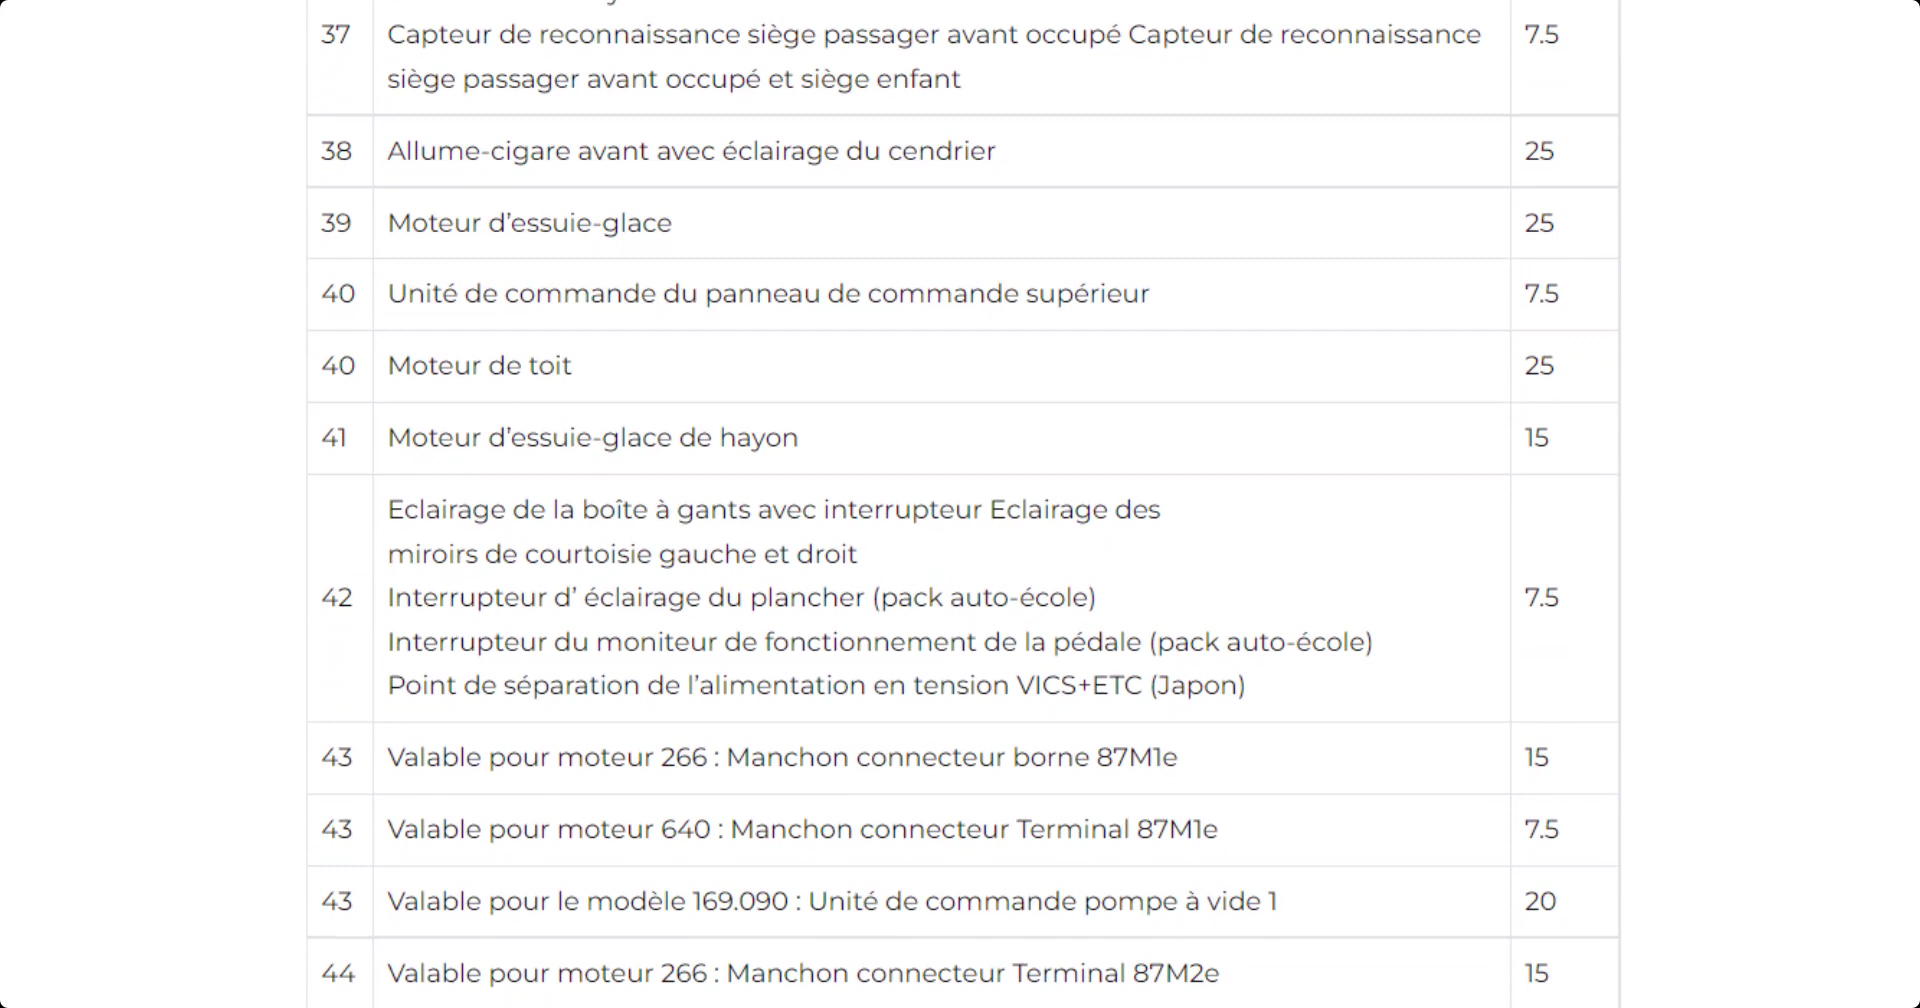 37 Capteur de reconnaissance siège passager avant occupé Capteur de reconnaissance 7.5
siège passager avant occupé et siège enfant
38 Allume-cigare avant avec éclairage du cendrier 25
39 Moteur d’essuie-glace 25
40 Unité de commande du panneau de commande supérieur 7.5
40 Moteur de toit 25
41 Moteur d’essuie-glace de hayon 15
Eclairage de la boîte à gants avec interrupteur Eclairage des
miroirs de courtoisie gauche et droit
42 Interrupteur d’ éclairage du plancher (pack auto-école) 7.5
Interrupteur du moniteur de fonctionnement de la pédale (pack auto-école)
Point de séparation de l’alimentation en tension VICS+ETC (Japon)
43 Valable pour moteur 266 : Manchon connecteur borne 87M1e 15
43 Valable pour moteur 640 : Manchon connecteur Terminal 87M1e 7.5
43 Valable pour le modèle 169.090 : Unité de commande pompe à vide 1 20
44 Valable pour moteur 266 : Manchon connecteur Terminal 87M2e 15